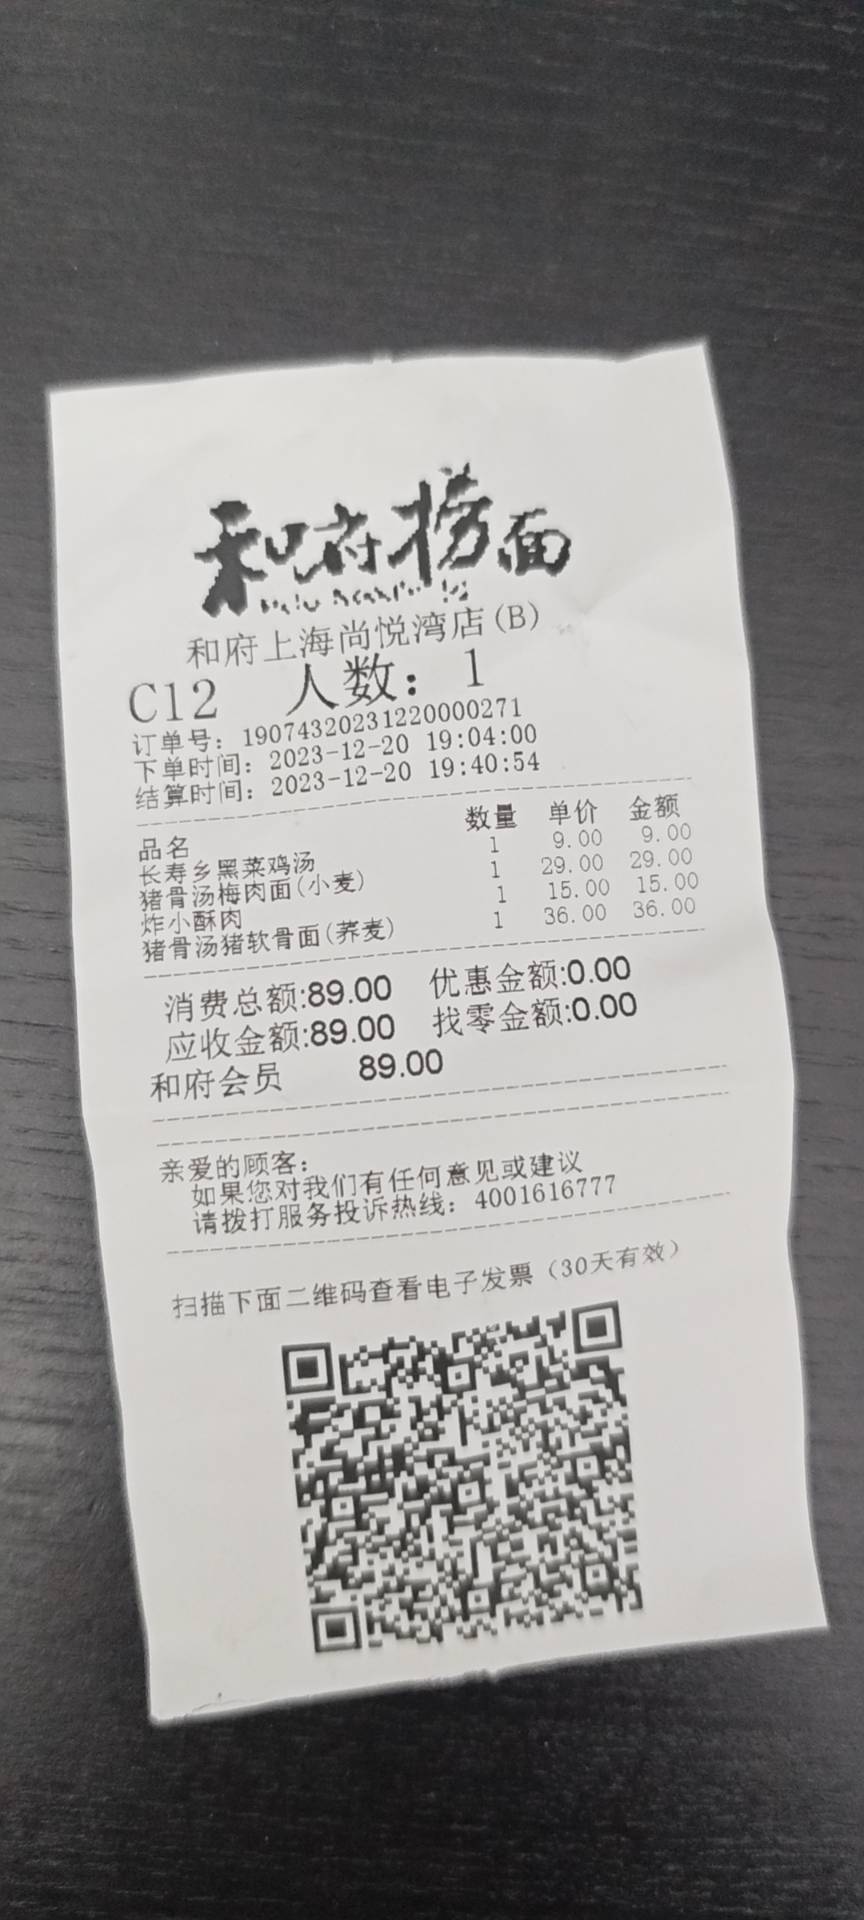 和府捞面
和府上海尚悦湾店(B)
C12 人数: 1
订单号: 19074320231220000271
下单时间: 2023-12-20 19:04:00
结算时间: 2023-12-20 19:40:54
品名 数量 单价 金额
长寿乡黑菜鸡汤 1 9.00 9.00
猪骨汤梅肉面(小麦) 1 29.00 29.00
炸小酥肉 1 15.00 15.00
猪骨汤猪软骨面(荞麦) 1 36.00 36.00
消费总额:89.00 优惠金额:0.00
应收金额:89.00 找零金额:0.00
和府会员 89.00
亲爱的顾客:
如果您对我们有任何意见或建议
请拨打服务投诉热线: 4001616777
扫描下面二维码查看电子发票(30天有效)